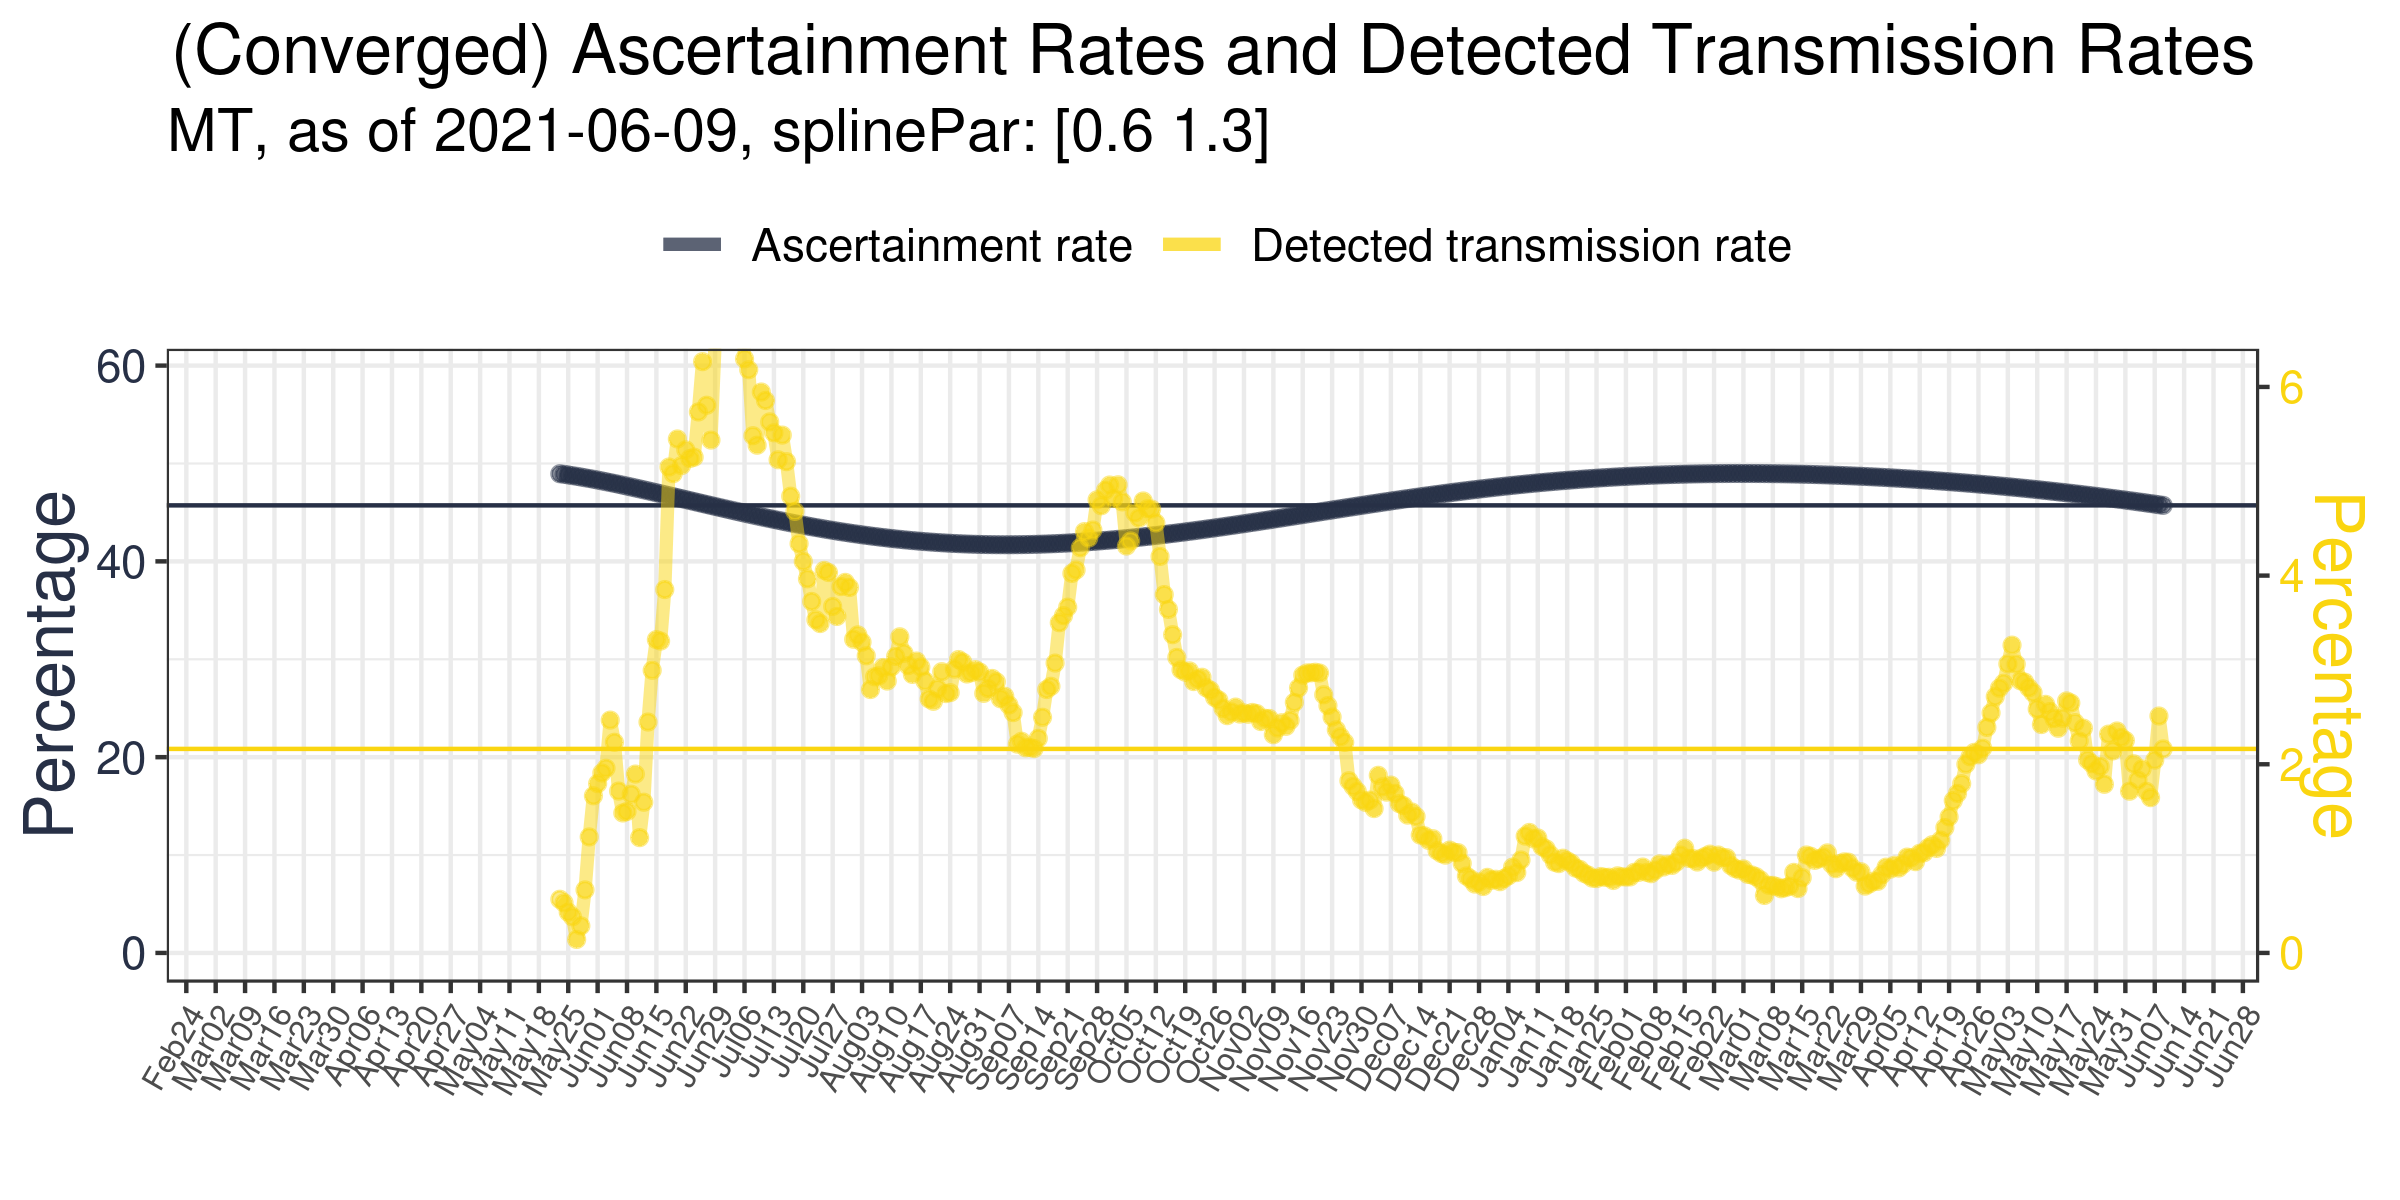 (Converged) Ascertainment Rates and Detected Transmission Rates
MT, as of 2021-06-09, splinePar: [0.6 1.3]
Ascertainment rate Detected transmission rate
Percentage
60
40
20
0
6
4
2
0
Percentage
Feb24 Mar02 Mar09 Mar16 Mar23 Mar30 Apr06 Apr13 Apr20 Apr27 May04 May11 May18 May25 Jun01 Jun08 Jun15 Jun22 Jun29 Jul06 Jul13 Jul20 Jul27 Aug03 Aug10 Aug17 Aug24 Aug31 Sep07 Sep14 Sep21 Sep28 Oct05 Oct12 Oct19 Oct26 Nov02 Nov09 Nov16 Nov23 Nov30 Dec07 Dec14 Dec21 Dec28 Jan04 Jan11 Jan18 Jan25 Feb01 Feb08 Feb15 Feb22 Mar01 Mar08 Mar15 Mar22 Mar29 Apr05 Apr12 Apr19 Apr26 May03 May10 May17 May24 May31 Jun07 Jun14 Jun21 Jun28